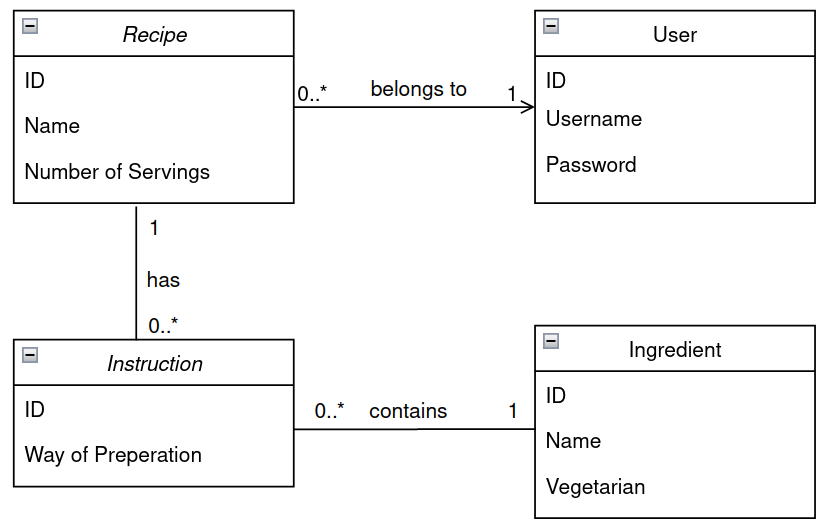 Recipe
ID
Name
Number of Servings
0..*
belongs to
1
User
ID
Username
Password
1
has
0..*
Instruction
ID
Way of Preperation
0..*
contains
1
Ingredient
ID
Name
Vegetarian